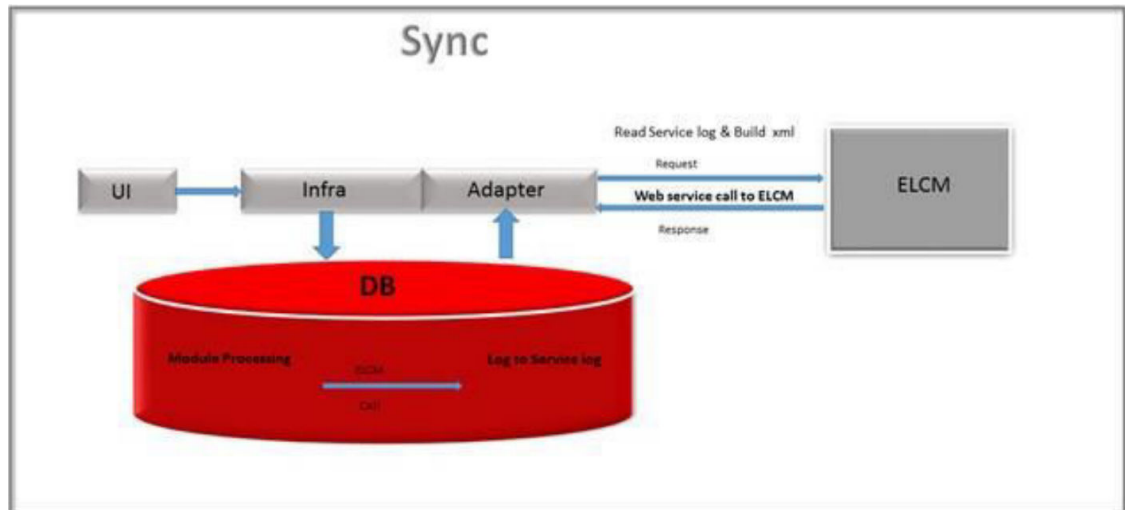 Sync
Read Service log & Build xml
Request
UI
Infra
Adapter
Web service call to ELCM
ELCM
Response
DB
Module Processing
Log to Service log
ELCM
Call